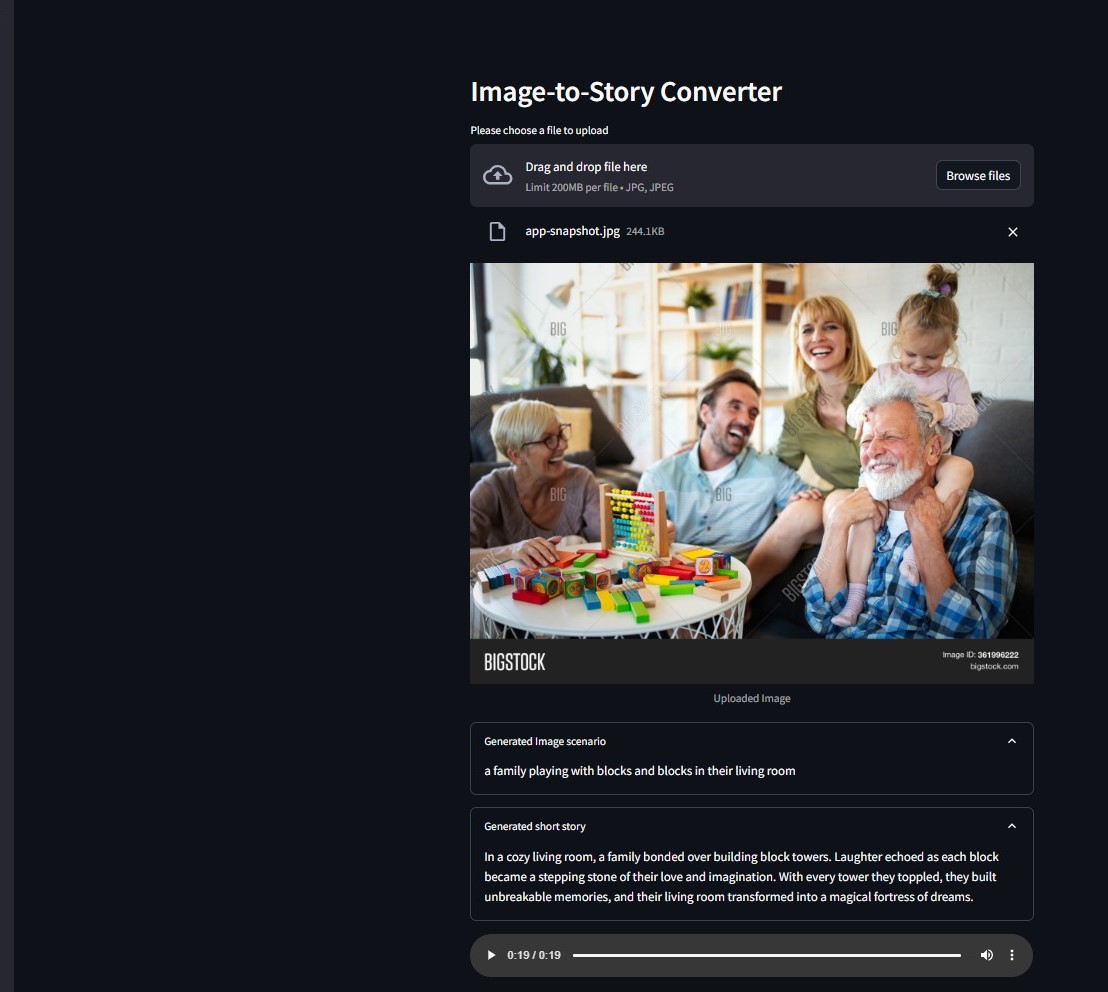 Image-to-Story Converter
Please choose a file to upload
Drag and drop file here
Limit 200MB per file • JPG, JPEG
Browse files
app-snapshot.jpg 244.1KB
BIG
BIG
BIG
BIG
BIG
BIG
BIGSTOCK
BIGSTOCK
BIGSTOCK
BIGSTOCK
Image ID: 361996222
bigstock.com
Uploaded Image
Generated Image scenario
a family playing with blocks and blocks in their living room
Generated short story
In a cozy living room, a family bonded over building block towers. Laughter echoed as each block
became a stepping stone of their love and imagination. With every tower they toppled, they built
unbreakable memories, and their living room transformed into a magical fortress of dreams.
0:19 / 0:19